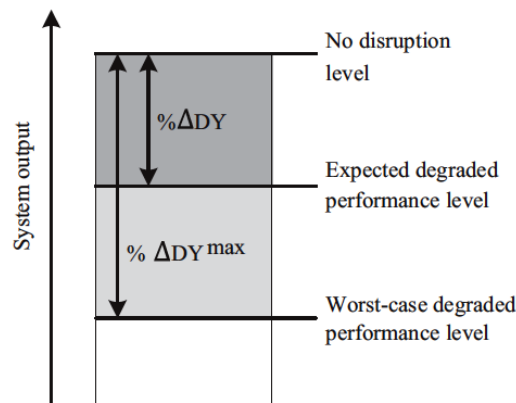 No disruption
level
%ΔDY
Expected degraded
performance level
% ΔDY max
Worst-case degraded
performance level
System output